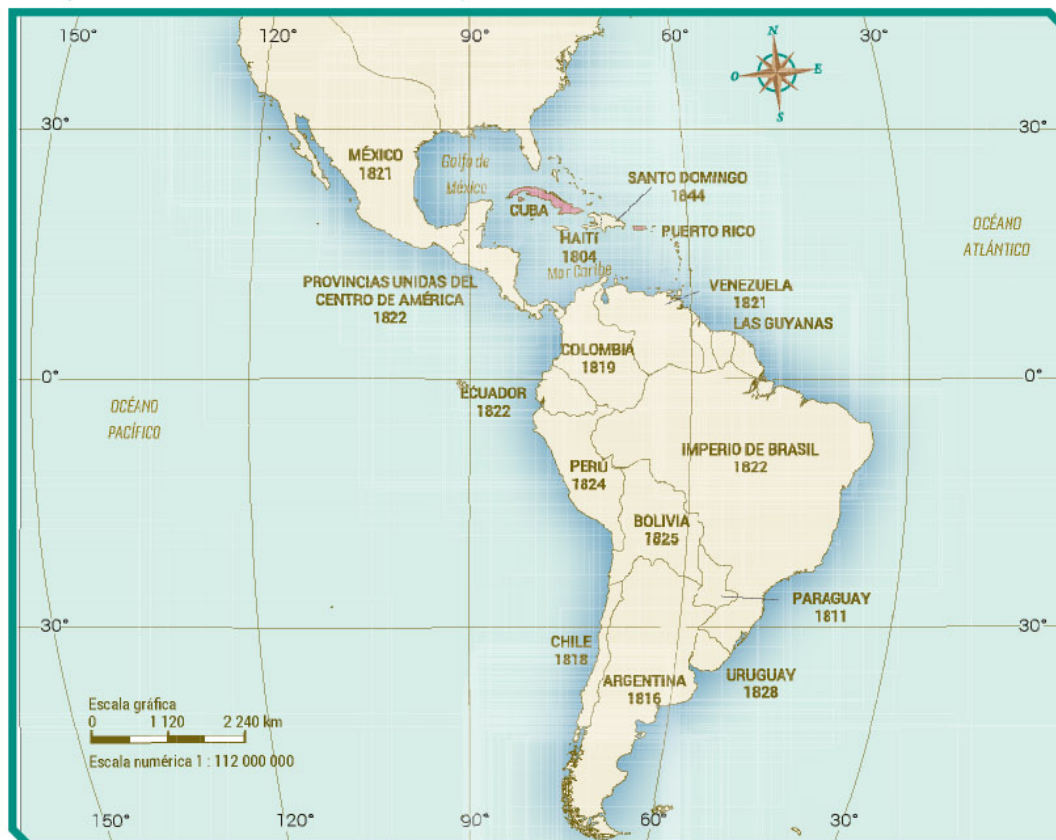 150°
120°
90°
60°
30°
N
O
E
S
30°
30°
MÉXICO
1821
Golfo de
México
SANTO DOMINGO
1844
CUBA
HAITÍ
1804
PUERTO RICO
Mar Caribe
OCÉANO
ATLÁNTICO
PROVINCIAS UNIDAS DEL
CENTRO DE AMÉRICA
1822
VENEZUELA
1821
LAS GUYANAS
COLOMBIA
1819
0°
0°
ECUADOR
1822
OCÉANO
PACÍFICO
IMPERIO DE BRASIL
1822
PERÚ
1824
BOLIVIA
1825
PARAGUAY
1811
30°
30°
CHILE
1818
ARGENTINA
1816
URUGUAY
1828
Escala gráfica
0 1 120 2 240 km
Escala numérica 1 : 112 000 000
150°
120°
90°
60°
30°